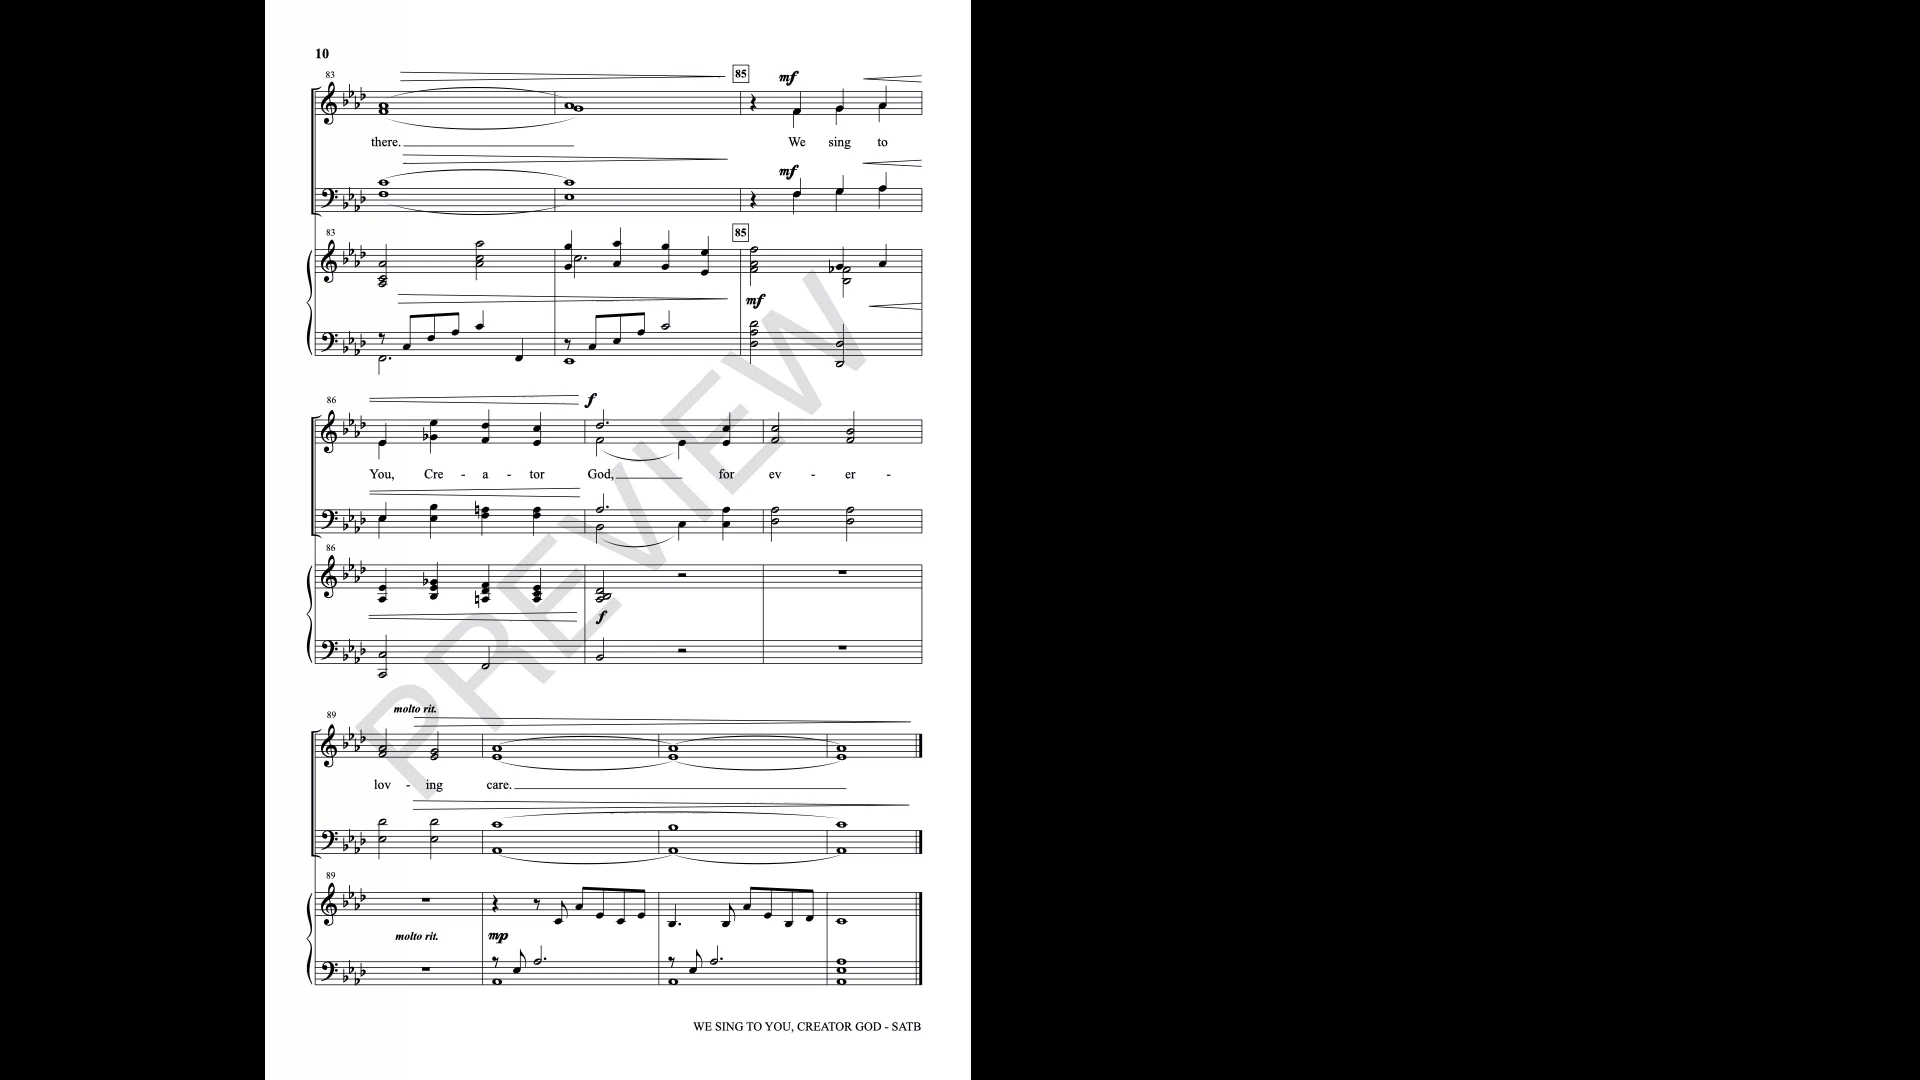 10
83
85
mf
there. We sing to
mf
83
85
mf
86
f
You, Cre - a - tor God, for ev - er -
86
f
89
molto rit.
lov - ing care.
89
molto rit.
mp
PREVIEW
WE SING TO YOU, CREATOR GOD - SATB